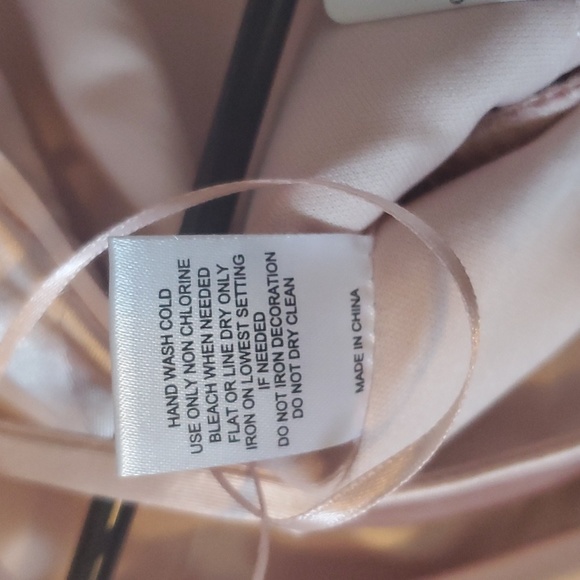 HAND WASH COLD
USE ONLY NON CHLORINE
BLEACH WHEN NEEDED
FLAT OR LINE DRY ONLY
IRON ON LOWEST SETTING
IF NEEDED
DO NOT IRON DECORATION
DO NOT DRY CLEAN
MADE IN CHINA